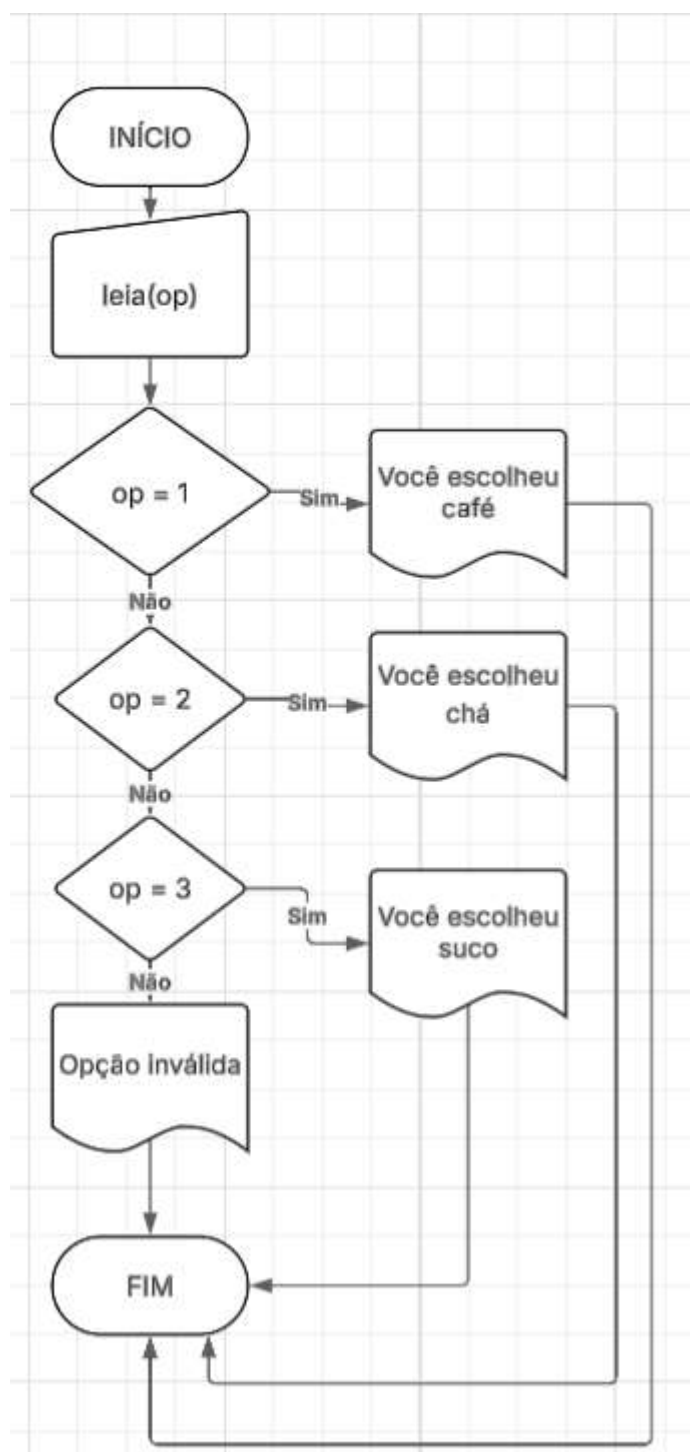 INÍCIO
leia(op)
op = 1
Sim
Você escolheu
café
Não
op = 2
Sim
Você escolheu
chá
Não
op = 3
Sim
Você escolheu
suco
Não
Opção inválida
FIM